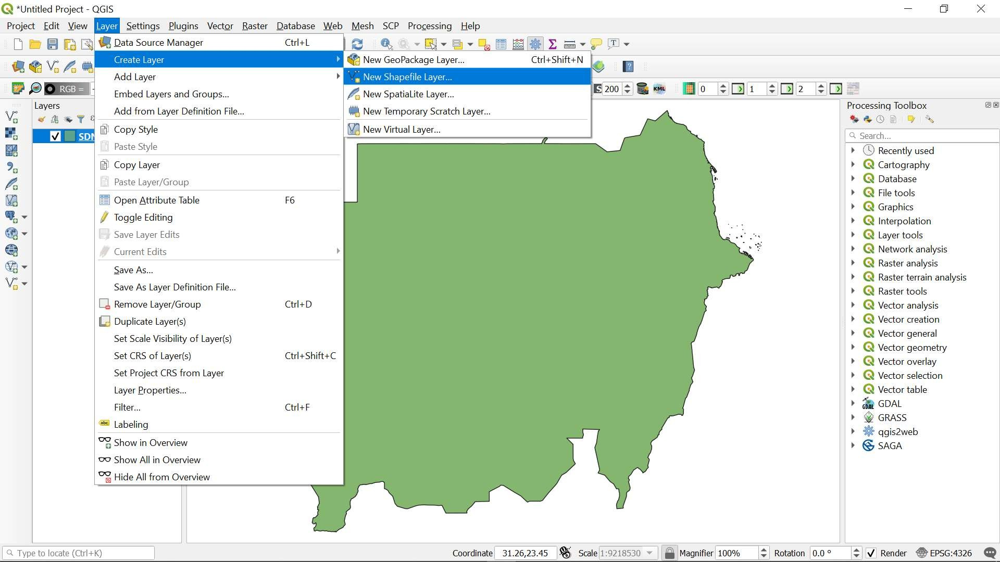 *Untitled Project - QGIS
Project Edit View Layer Settings Plugins Vector Raster Database Web Mesh SCP Processing Help
Data Source Manager Ctrl+L
Create Layer
Add Layer
Embed Layers and Groups...
Add from Layer Definition File...
Copy Style
Paste Style
Copy Layer
Paste Layer/Group
Open Attribute Table F6
Toggle Editing
Save Layer Edits
Current Edits
Save As...
Save As Layer Definition File...
Remove Layer/Group Ctrl+D
Duplicate Layer(s)
Set Scale Visibility of Layer(s)
Set CRS of Layer(s) Ctrl+Shift+C
Set Project CRS from Layer
Layer Properties...
Filter... Ctrl+F
abc Labeling
Show in Overview
Show All in Overview
Hide All from Overview
New GeoPackage Layer... Ctrl+Shift+N
New Shapefile Layer...
New SpatiaLite Layer...
New Temporary Scratch Layer...
New Virtual Layer...
RGB =
S 200 KML 0 1 2
Layers
Processing Toolbox
Search...
Recently used
Cartography
Database
File tools
Graphics
Interpolation
Layer tools
Network analysis
Raster analysis
Raster terrain analysis
Raster tools
Vector analysis
Vector creation
Vector general
Vector geometry
Vector overlay
Vector selection
Vector table
GDAL GDAL
GRASS
qgis2web
SAGA
Type to locate (Ctrl+K) Coordinate 31.26,23.45 Scale 1:9218530 Magnifier 100% Rotation 0.0 ° Render EPSG:4326